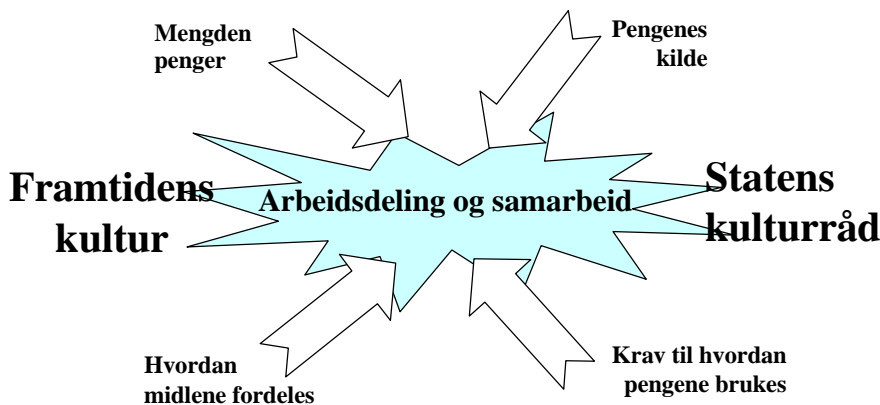 Mengden
penger
Pengenes
kilde
Framtidens
kultur
Arbeidsdeling og samarbeid
Statens
kulturråd
Hvordan
midlene fordeles
Krav til hvordan
pengene brukes